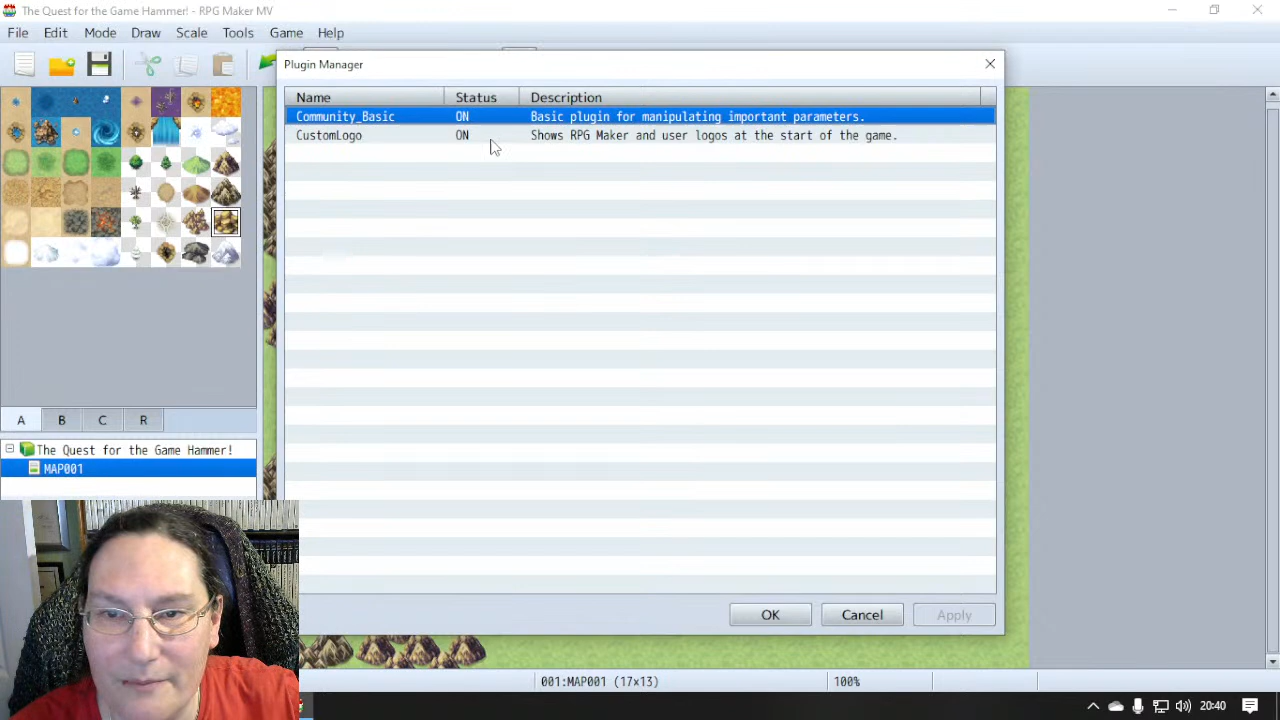 The Quest for the Game Hammer! - RPG Maker MV
File Edit Mode Draw Scale Tools Game Help
Plugin Manager
Name Status Description
Community_Basic ON Basic plugin for manipulating important parameters.
CustomLogo ON Shows RPG Maker and user logos at the start of the game.
A B C R
The Quest for the Game Hammer!
MAP001
OK Cancel Apply
001:MAP001 (17×13) 100%
20:40